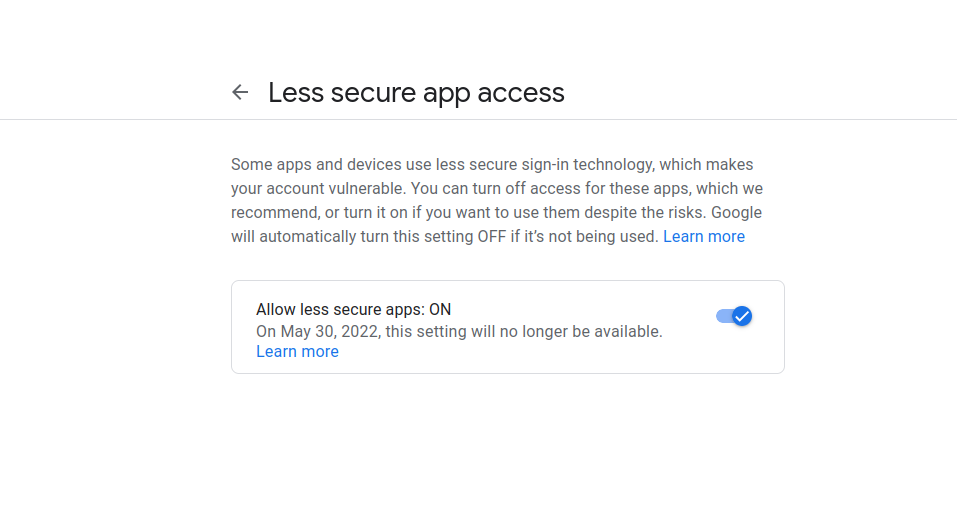 Less secure app access
Some apps and devices use less secure sign-in technology, which makes
your account vulnerable. You can turn off access for these apps, which we
recommend, or turn it on if you want to use them despite the risks. Google
will automatically turn this setting OFF if it’s not being used. Learn more
Allow less secure apps: ON
On May 30, 2022, this setting will no longer be available.
Learn more